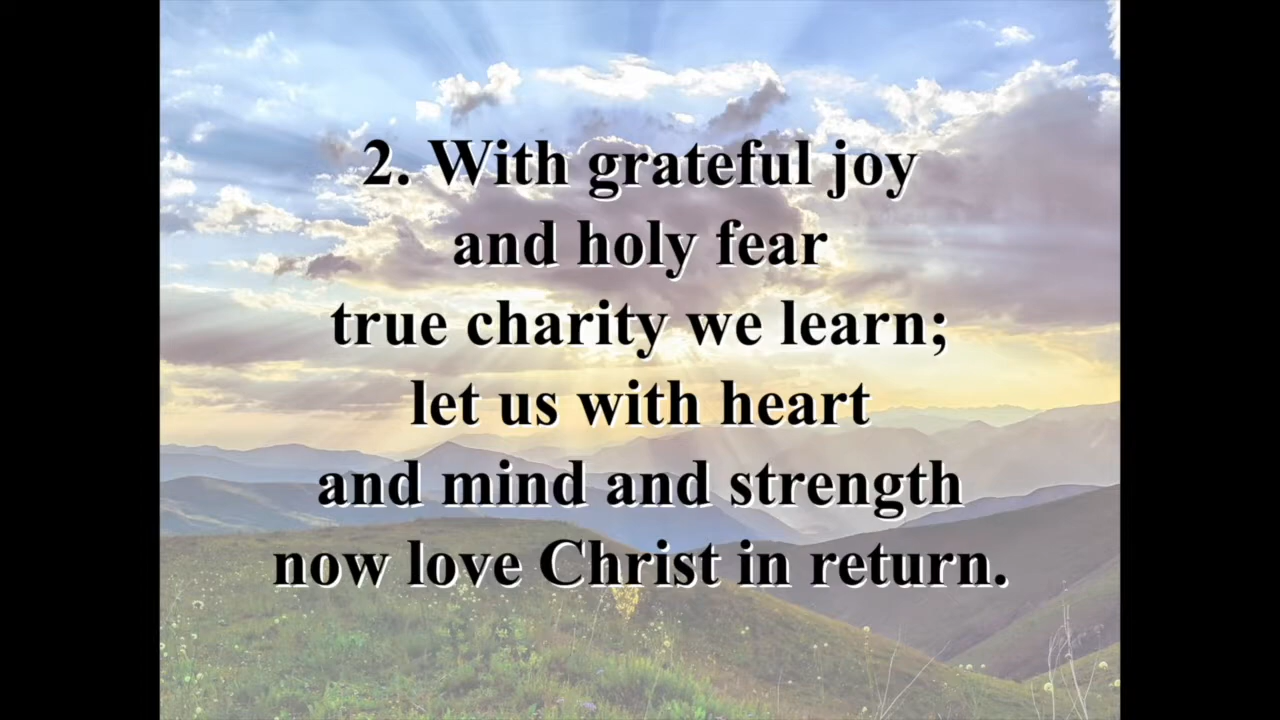 2. With grateful joy
and holy fear
true charity we learn;
let us with heart
and mind and strength
now love Christ in return.